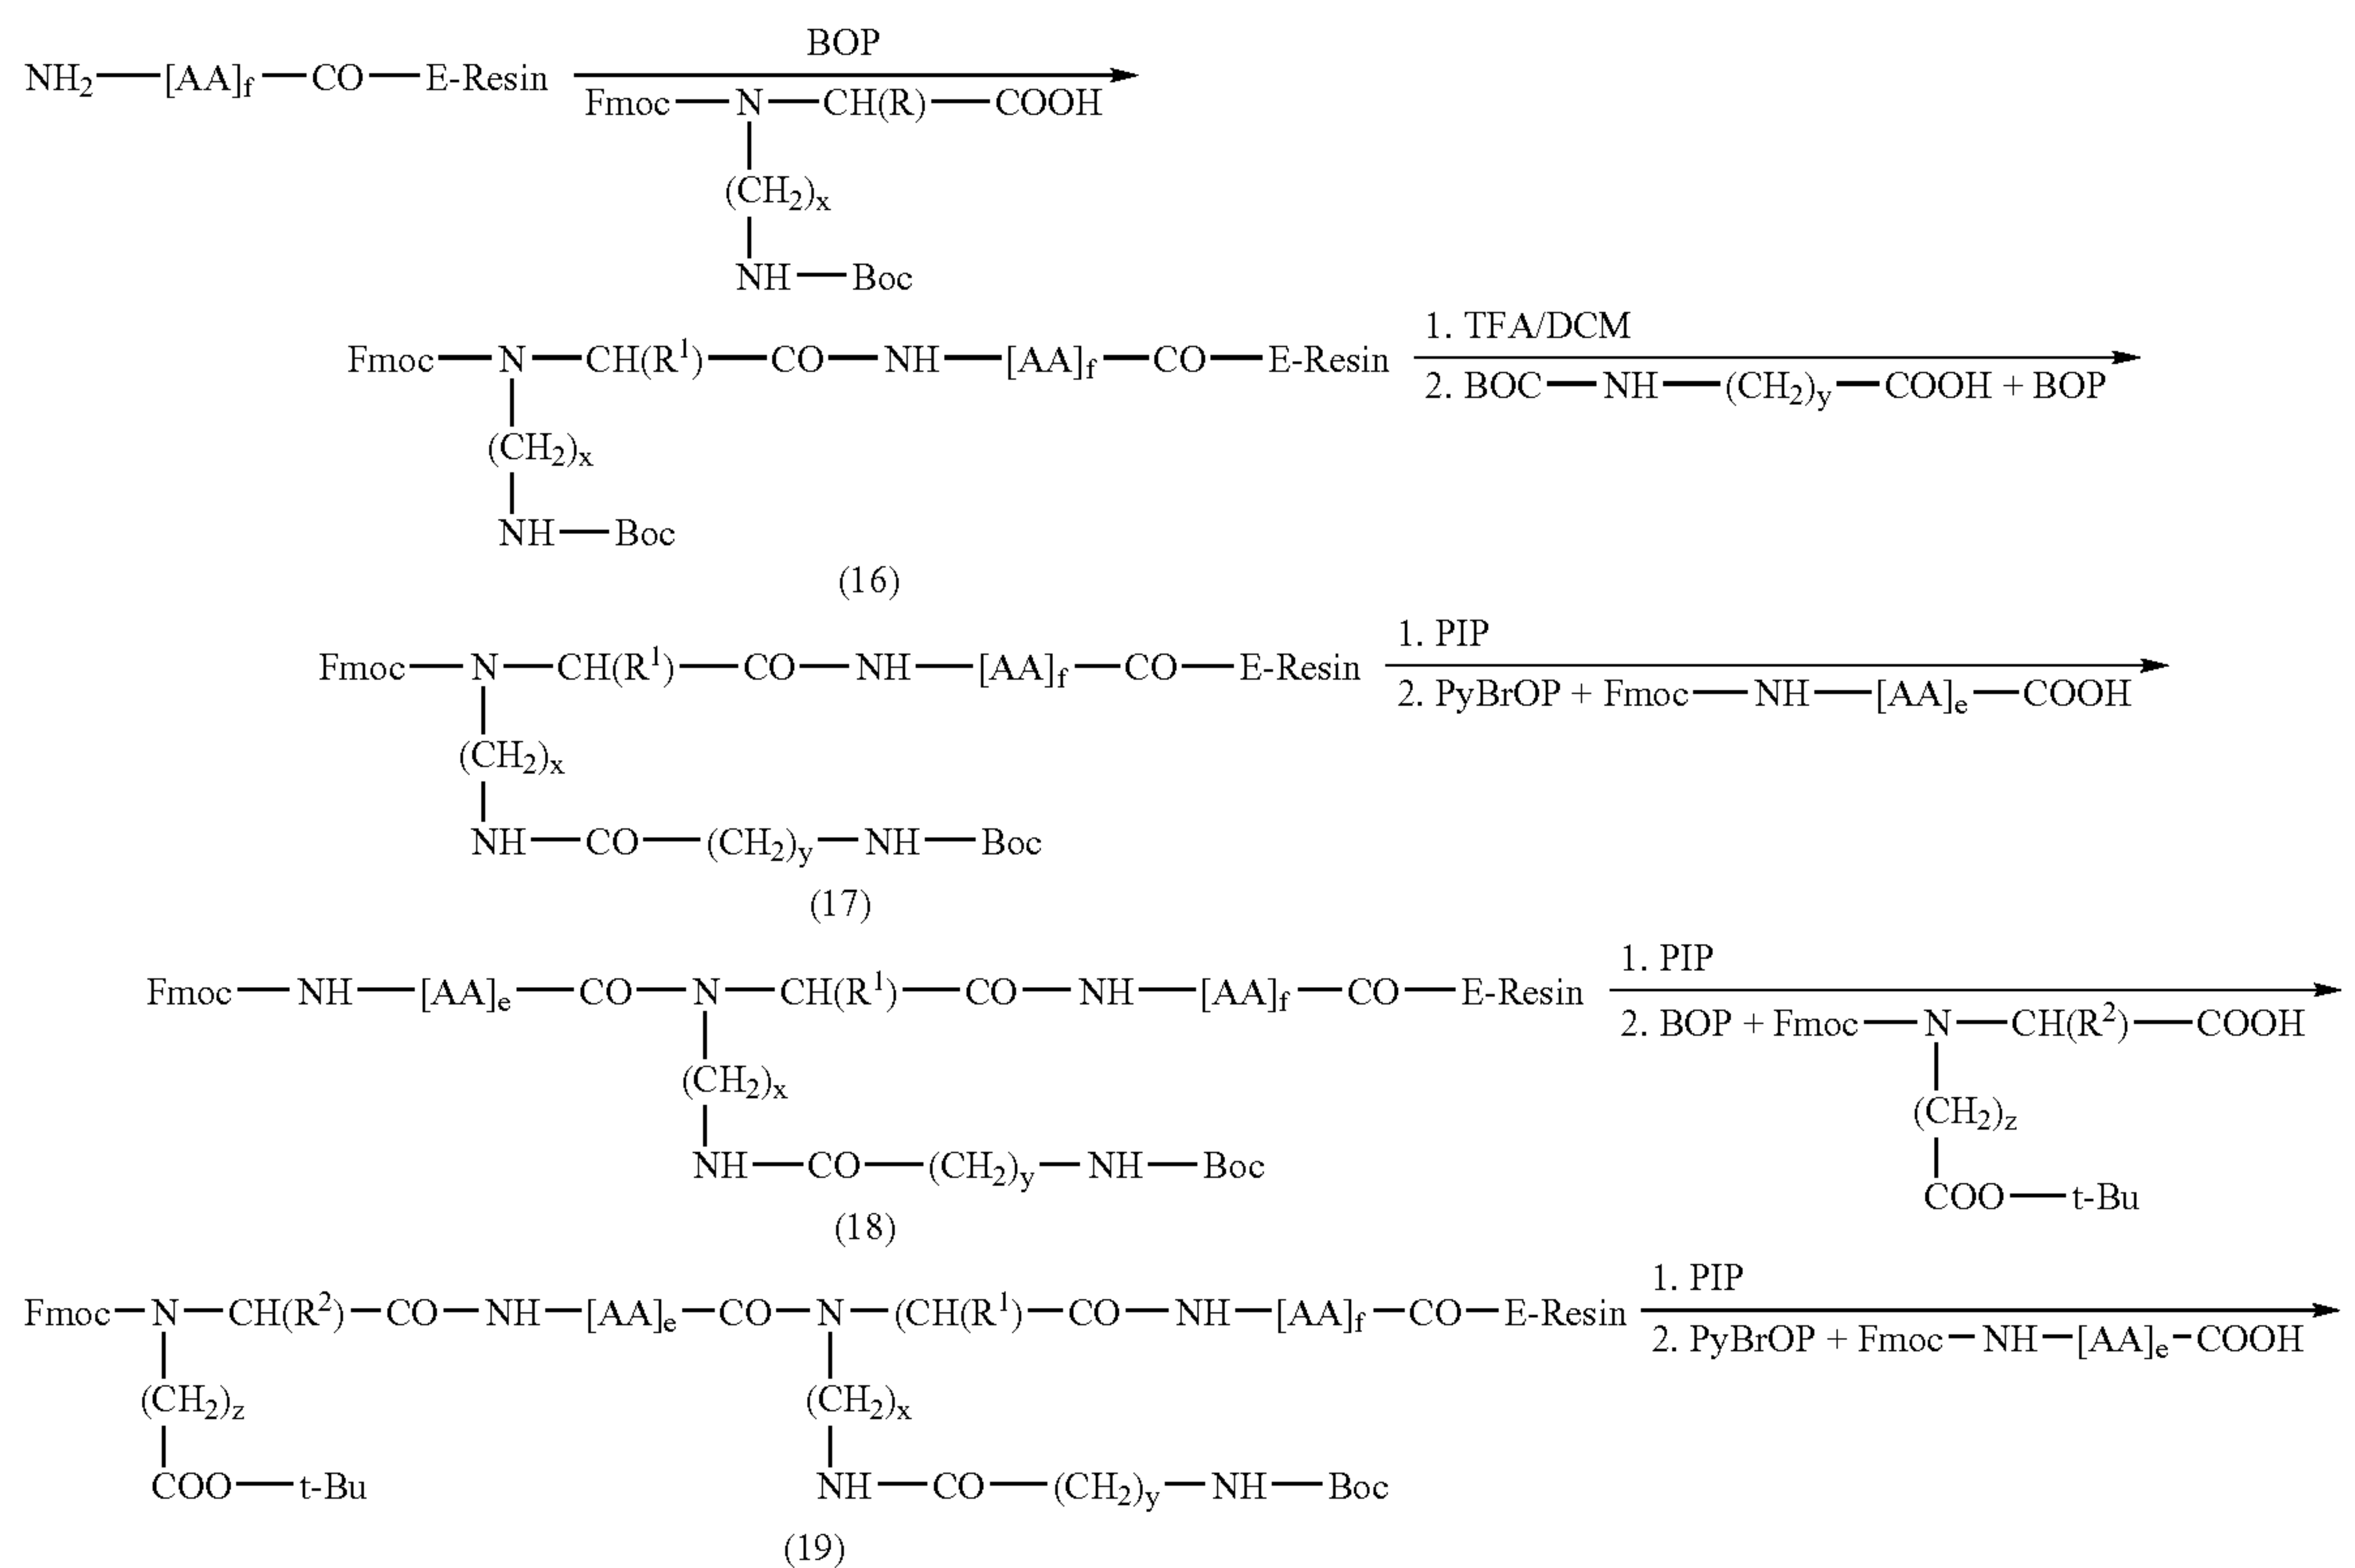 BOP
NH₂—[AA]f—CO—E-Resin
Fmoc—N—CH(R)—COOH
(CH₂)x
NH—Boc
1. TFA/DCM
Fmoc—N—CH(R¹)—CO—NH—[AA]f—CO—E-Resin
2. BOC—NH—(CH₂)y—COOH + BOP
(CH₂)x
NH—Boc
(16)
1. PIP
Fmoc—N—CH(R¹)—CO—NH—[AA]f—CO—E-Resin
2. PyBrOP + Fmoc—NH—[AA]e—COOH
(CH₂)x
NH—CO—(CH₂)y—NH—Boc
(17)
1. PIP
Fmoc—NH—[AA]e—CO—N—CH(R¹)—CO—NH—[AA]f—CO—E-Resin
2. BOP + Fmoc—N—CH(R²)—COOH
(CH₂)x
(CH₂)z
NH—CO—(CH₂)y—NH—Boc
COO—t-Bu
(18)
1. PIP
Fmoc—N—CH(R²)—CO—NH—[AA]e—CO—N—(CH(R¹)—CO—NH—[AA]f—CO—E-Resin
2. PyBrOP + Fmoc—NH—[AA]e—COOH
(CH₂)z (CH₂)x
COO—t-Bu NH—CO—(CH₂)y—NH—Boc
(19)